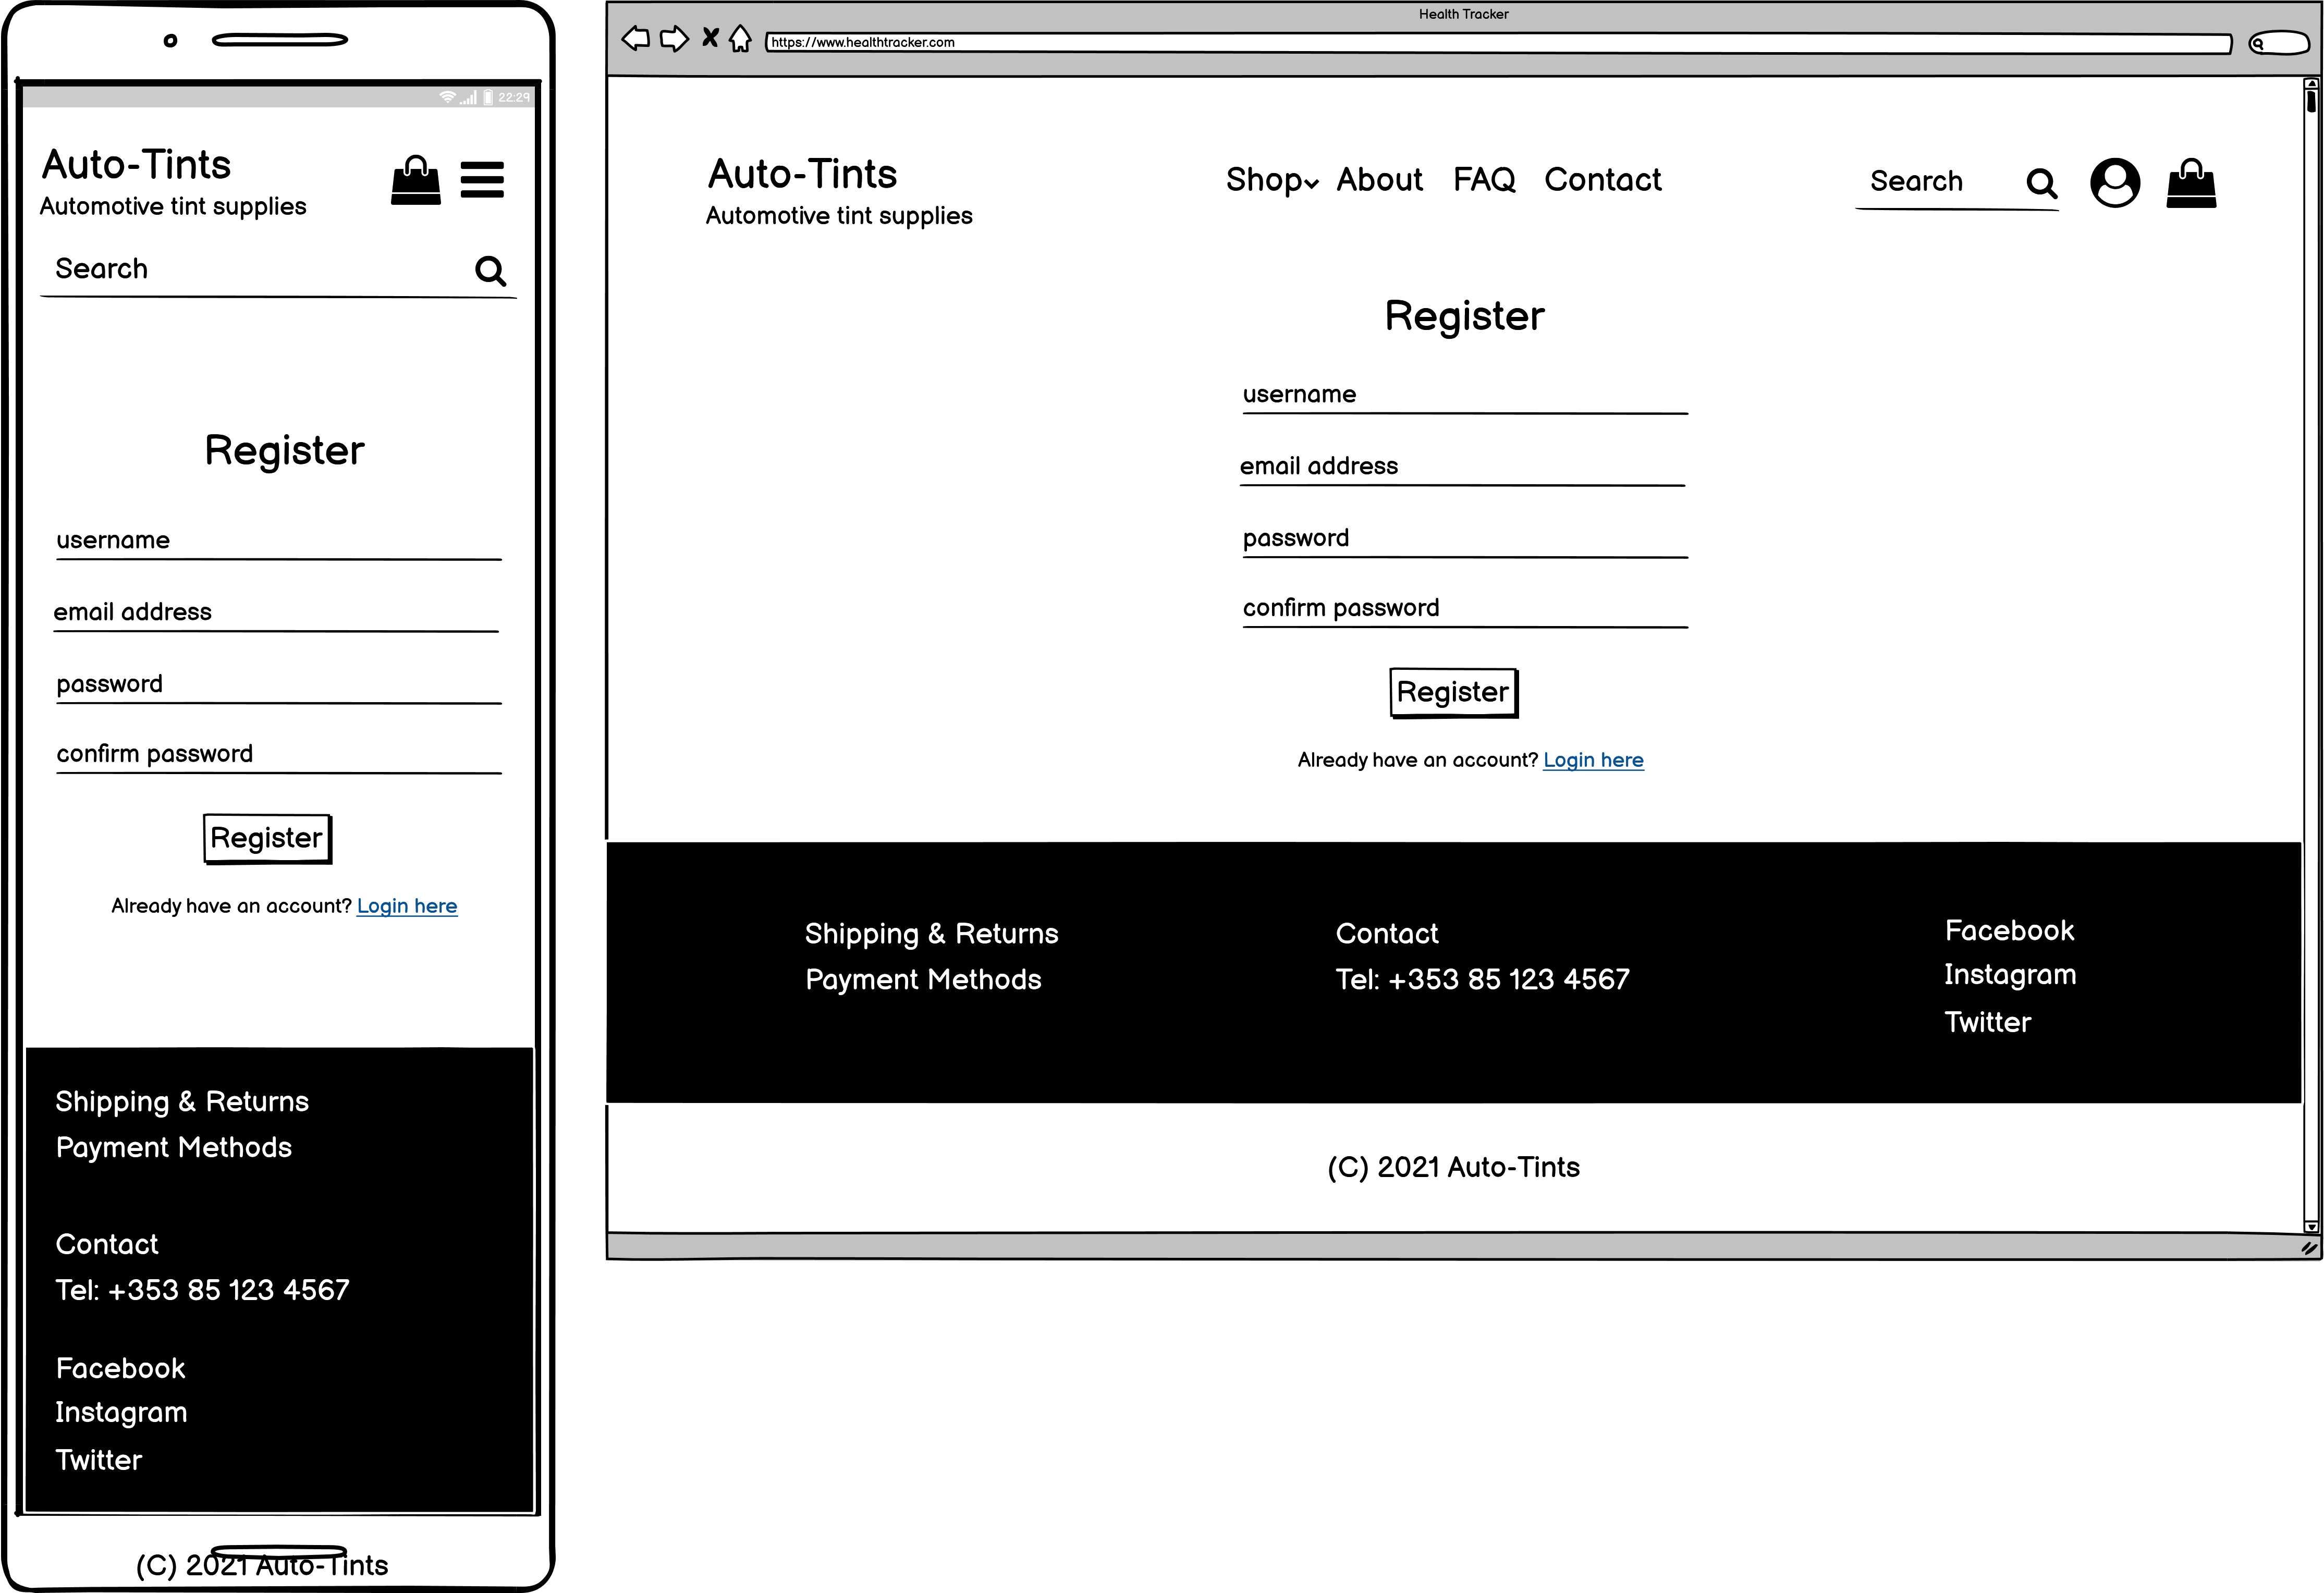 22:29
Auto-Tints
Automotive tint supplies
Search
Register
username
email address
password
confirm password
Register
Already have an account? Login here
Shipping & Returns
Payment Methods
Contact
Tel: +353 85 123 4567
Facebook
Instagram
Twitter
(C) 2021 Auto-Tints
Health Tracker
https://www.healthtracker.com
Auto-Tints
Automotive tint supplies
Shop About FAQ Contact
Search
Register
username
email address
password
confirm password
Register
Already have an account? Login here
Shipping & Returns
Payment Methods
Contact
Tel: +353 85 123 4567
Facebook
Instagram
Twitter
(C) 2021 Auto-Tints